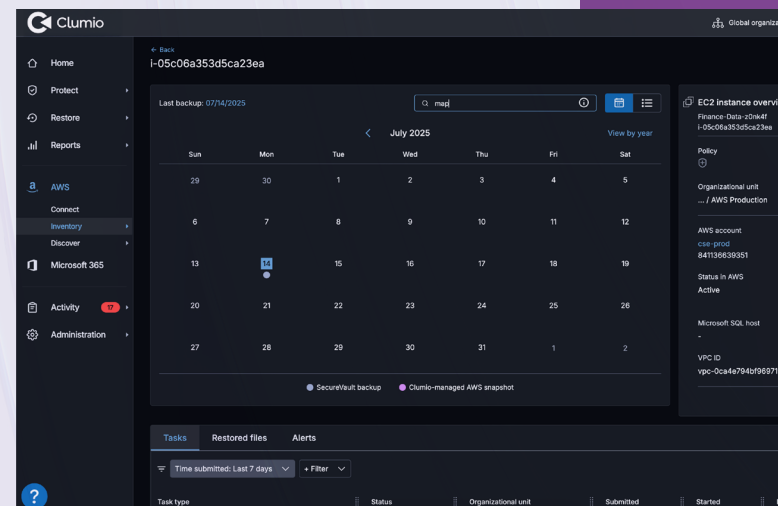 Clumio
Global organiza
Home
Protect
Restore
Reports
AWS
Connect
Inventory
Discover
Microsoft 365
Activity 17
Administration
← Back
i-05c06a353d5ca23ea
Last backup: 07/14/2025
map
July 2025
View by year
Sun Mon Tue Wed Thu Fri Sat
29 30 1 2 3 4 5
6 7 8 9 10 11 12
13 14 15 16 17 18 19
20 21 22 23 24 25 26
27 28 29 30 31 1 2
SecureVault backup Clumio-managed AWS snapshot
EC2 instance overvi
Finance-Data-z0nk4f
i-05c06a353d5ca23ea
Policy
Organizational unit
... / AWS Production
AWS account
cse-prod
841136639351
Status in AWS
Active
Microsoft SQL host
-
VPC ID
vpc-0ca4e794bf96971
Tasks Restored files Alerts
Time submitted: Last 7 days + Filter
Task type Status Organizational unit Submitted Started
?